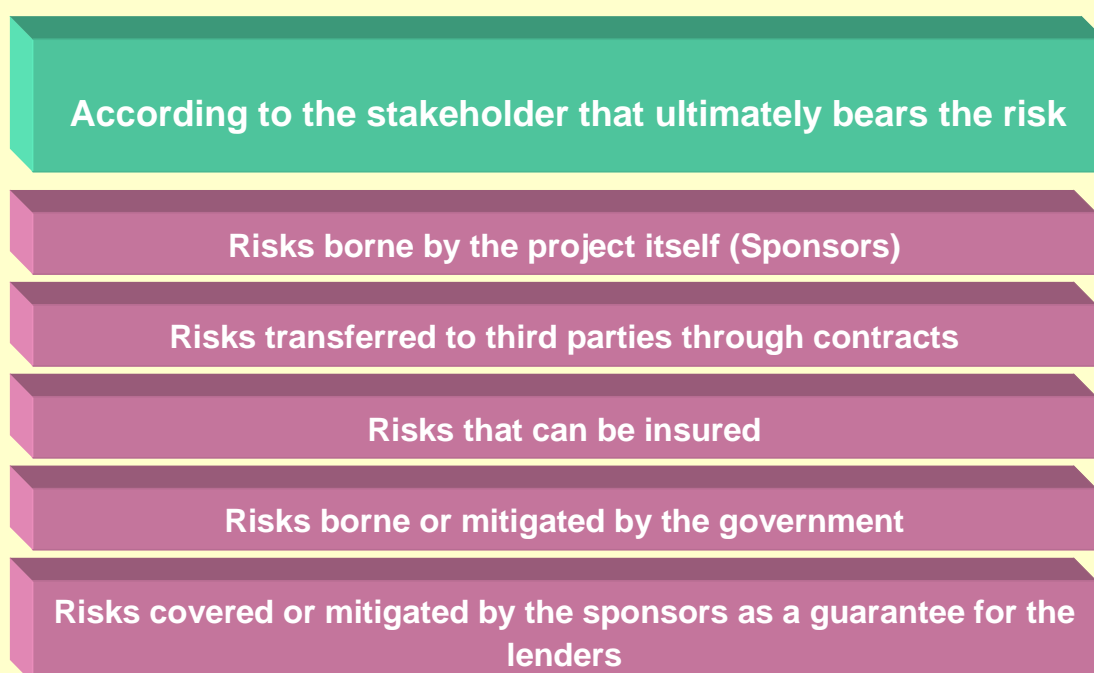 According to the stakeholder that ultimately bears the risk
Risks borne by the project itself (Sponsors)
Risks transferred to third parties through contracts
Risks that can be insured
Risks borne or mitigated by the government
Risks covered or mitigated by the sponsors as a guarantee for the
lenders